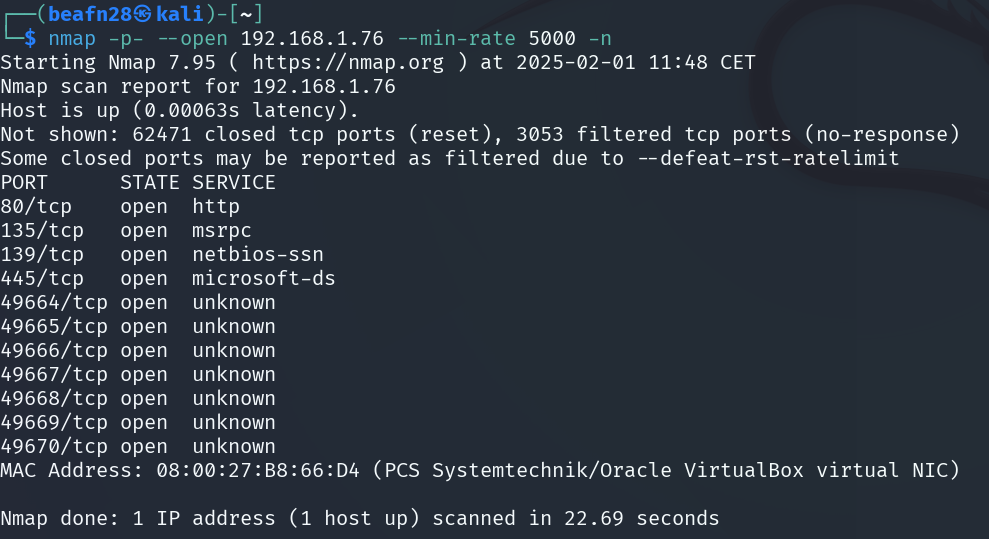 ┌──(beafn28㉿kali)-[~]
└─$ nmap -p- --open 192.168.1.76 --min-rate 5000 -n
Starting Nmap 7.95 ( https://nmap.org ) at 2025-02-01 11:48 CET
Nmap scan report for 192.168.1.76
Host is up (0.00063s latency).
Not shown: 62471 closed tcp ports (reset), 3053 filtered tcp ports (no-response)
Some closed ports may be reported as filtered due to --defeat-rst-ratelimit
PORT      STATE SERVICE
80/tcp    open  http
135/tcp   open  msrpc
139/tcp   open  netbios-ssn
445/tcp   open  microsoft-ds
49664/tcp open  unknown
49665/tcp open  unknown
49666/tcp open  unknown
49667/tcp open  unknown
49668/tcp open  unknown
49669/tcp open  unknown
49670/tcp open  unknown
MAC Address: 08:00:27:B8:66:D4 (PCS Systemtechnik/Oracle VirtualBox virtual NIC)
Nmap done: 1 IP address (1 host up) scanned in 22.69 seconds